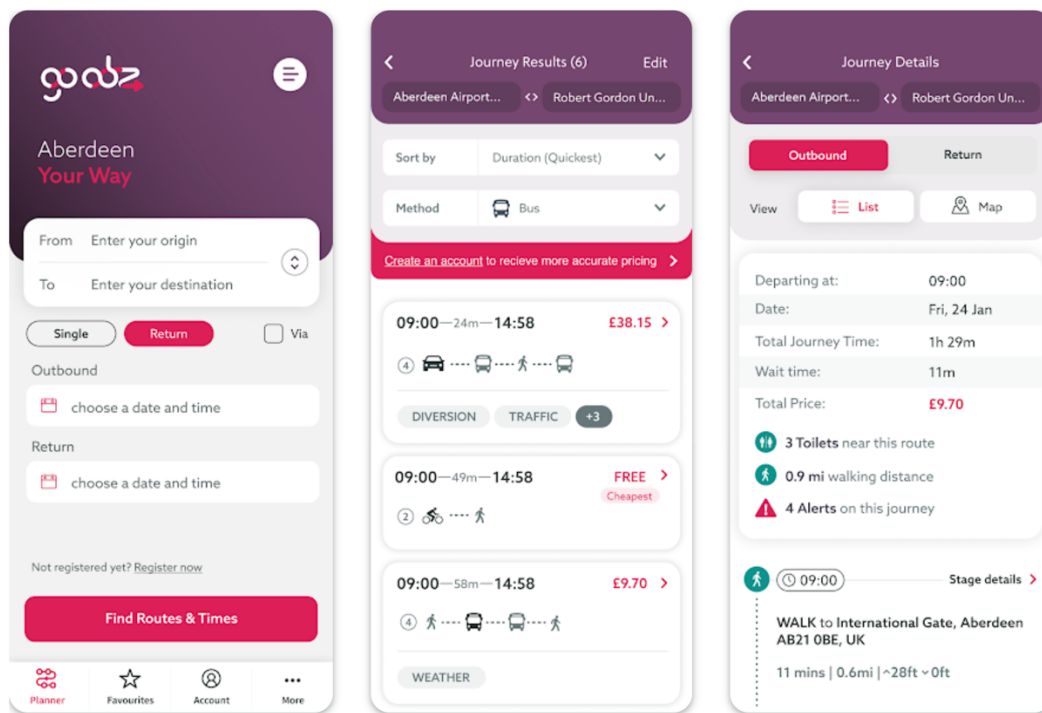 goabz
Aberdeen
Your Way
From Enter your origin
To Enter your destination
Single Return Via
Outbound
choose a date and time
Return
choose a date and time
Not registered yet? Register now
Find Routes & Times
Planner Favourites Account More
Journey Results (6) Edit
Aberdeen Airport... <> Robert Gordon Un...
Sort by Duration (Quickest)
Method Bus
Create an account to recieve more accurate pricing
09:00—24m—14:58 £38.15
4
DIVERSION TRAFFIC +3
09:00—49m—14:58 FREE
Cheapest
2
09:00—58m—14:58 £9.70
4
WEATHER
Journey Details
Aberdeen Airport... <> Robert Gordon Un...
Outbound Return
View List Map
Departing at: 09:00
Date: Fri, 24 Jan
Total Journey Time: 1h 29m
Wait time: 11m
Total Price: £9.70
3 Toilets near this route
0.9 mi walking distance
4 Alerts on this journey
09:00 Stage details
WALK to International Gate, Aberdeen
AB21 0BE, UK
11 mins | 0.6mi | ^28ft ˅ 0ft